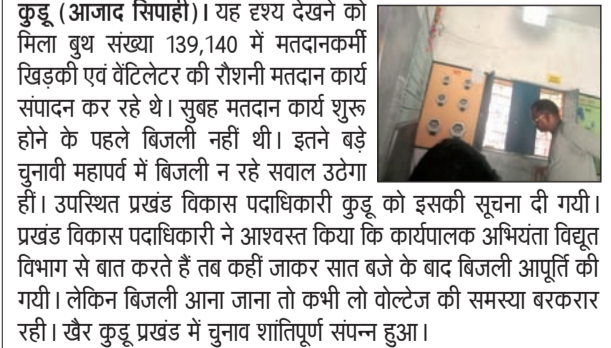 कुडू (आजाद सिपाही)। यह दृश्य देखने को
मिला बुथ संख्या 139,140 में मतदानकर्मी
खिड़की एवं वेंटिलेटर की रौशनी मतदान कार्य
संपादन कर रहे थे। सुबह मतदान कार्य शुरू
होने के पहले बिजली नहीं थी। इतने बड़े
चुनावी महापर्व में बिजली न रहे सवाल उठेगा
हीं। उपस्थित प्रखंड विकास पदाधिकारी कुडू को इसकी सूचना दी गयी।
प्रखंड विकास पदाधिकारी ने आश्वस्त किया कि कार्यपालक अभियंता विद्यूत
विभाग से बात करते हैं तब कहीं जाकर सात बजे के बाद बिजली आपूर्ति की
गयी। लेकिन बिजली आना जाना तो कभी लो वोल्टेज की समस्या बरकरार
रही। खैर कुडू प्रखंड में चुनाव शांतिपूर्ण संपन्न हुआ।